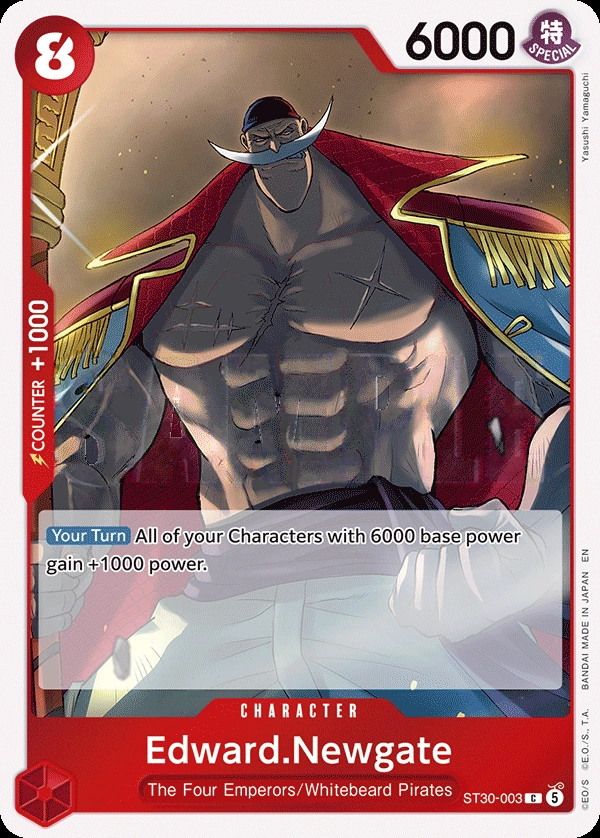 8
6000
特
SPECIAL
Yasushi Yamaguchi
COUNTER +1000
Your Turn All of your Characters with 6000 base power
gain +1000 power.
CHARACTER
Edward.Newgate
The Four Emperors/Whitebeard Pirates
ST30-003 C 5
©E.O/S ©E.O./S., T.A. BANDAI MADE IN JAPAN EN
SAMPLE